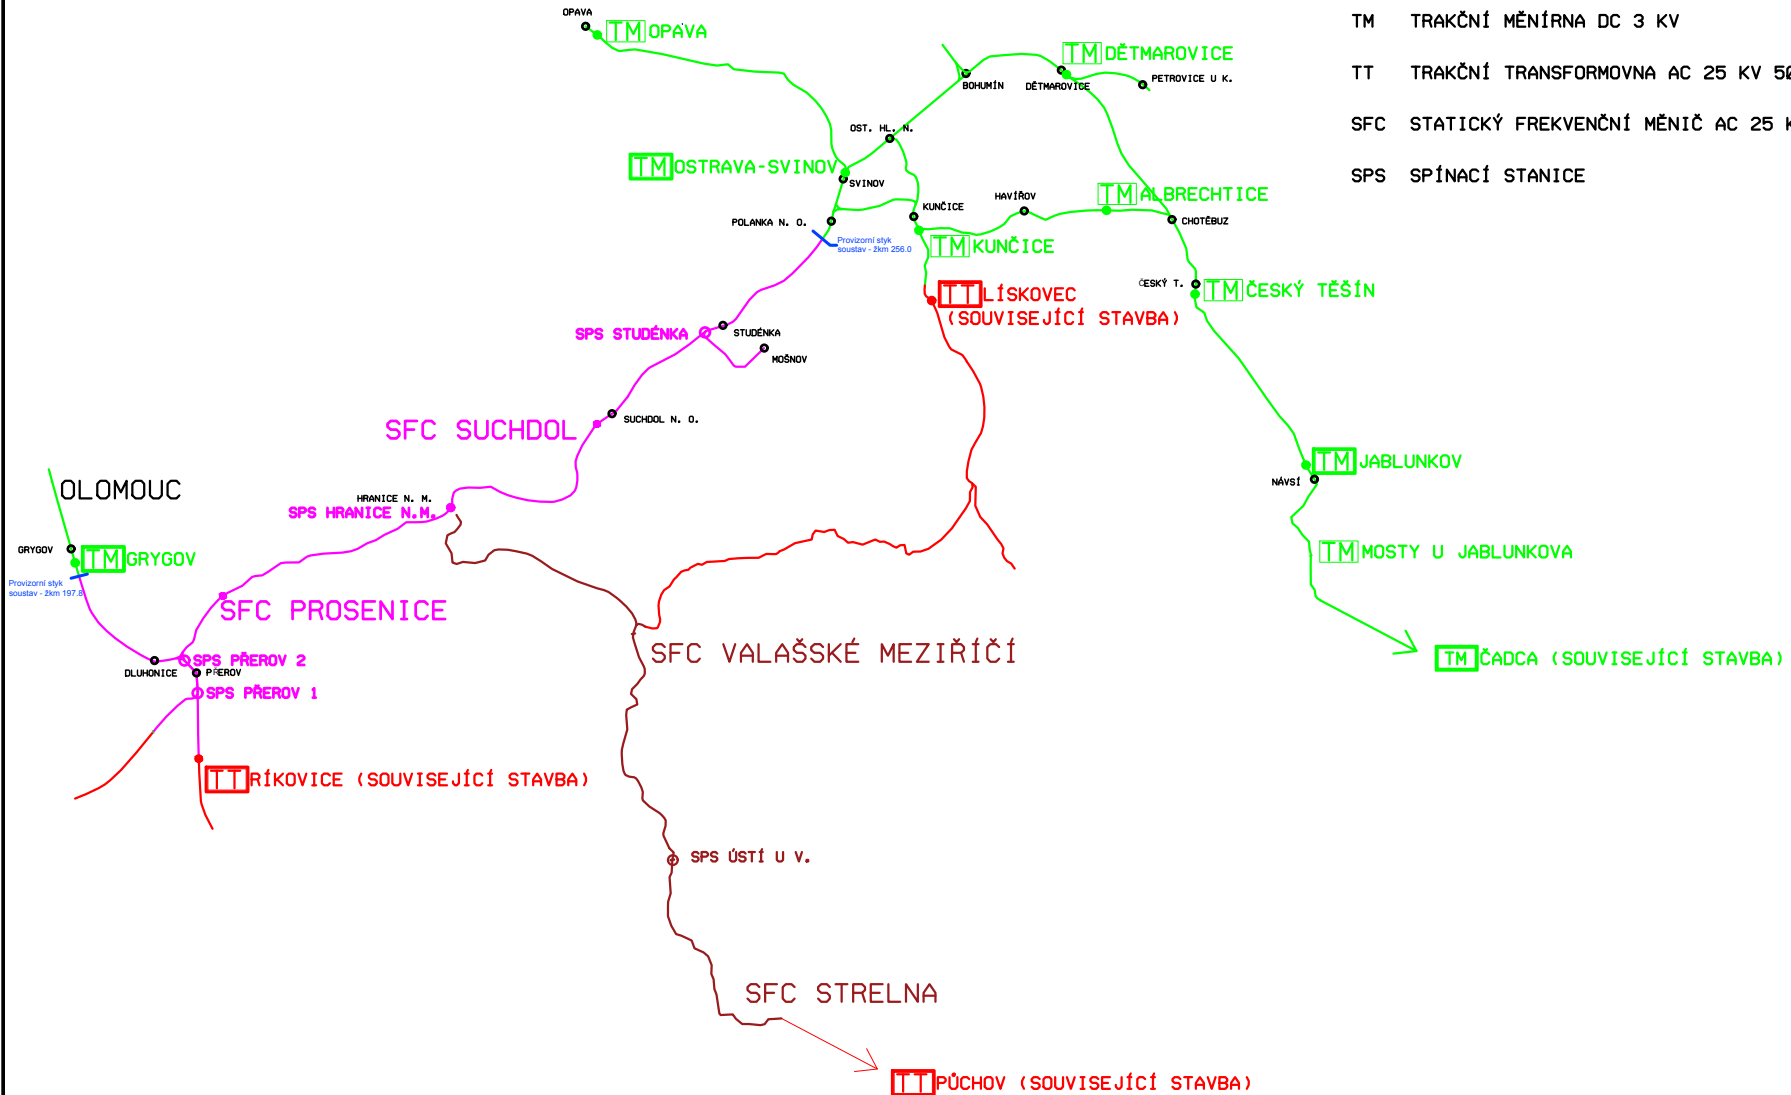 OPAVA
TM OPAVA
TM TRAKČNÍ MĚNÍRNA DC 3 KV
TM DĚTMAROVICE
TT TRAKČNÍ TRANSFORMOVNA AC 25 KV
BOHUMÍN
DĚTMAROVICE
PETROVICE U K.
SFC STATICKÝ FREKVENČNÍ MĚNIČ AC 25
OST. HL. N.
TM OSTRAVA-SVINOV
SVINOV
SPS SPÍNACÍ STANICE
HAVÍŘOV
TM ALBRECHTICE
KUNČICE
POLANKA N. O.
CHOTĚBUZ
Provizorní styk
soustav - žkm 256.0
TM KUNČICE
ČESKÝ T.
TM ČESKÝ TĚŠÍN
TT LÍSKOVEC
(SOUVISEJÍCÍ STAVBA)
SPS STUDÉNKA
STUDÉNKA
MOŠNOV
SFC SUCHDOL
SUCHDOL N. O.
TM JABLUNKOV
NÁVSÍ
OLOMOUC
HRANICE N. M.
SPS HRANICE N.M.
GRYGOV
TM GRYGOV
TM MOSTY U JABLUNKOVA
Provizorní styk
soustav - žkm 197.8
SFC PROSENICE
SFC VALAŠSKÉ MEZIŘÍČÍ
TM ČADCA (SOUVISEJÍCÍ STAVBA)
SPS PŘEROV 2
DLUHONICE
PŘEROV
SPS PŘEROV 1
TT RÍKOVICE (SOUVISEJÍCÍ STAVBA)
SPS ÚSTÍ U V.
SFC STRELNA
TT PŮCHOV (SOUVISEJÍCÍ STAVBA)